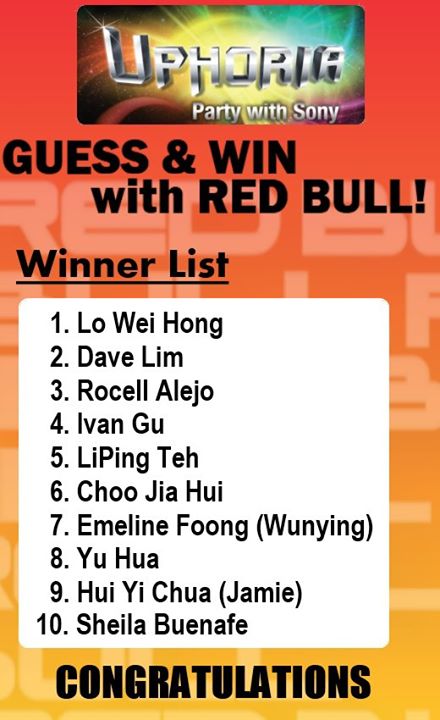 UPHORIA
Party with Sony
GUESS & WIN
with RED BULL!
Winner List
1. Lo Wei Hong
2. Dave Lim
3. Rocell Alejo
4. Ivan Gu
5. LiPing Teh
6. Choo Jia Hui
7. Emeline Foong (Wunying)
8. Yu Hua
9. Hui Yi Chua (Jamie)
10. Sheila Buenafe
CONGRATULATIONS